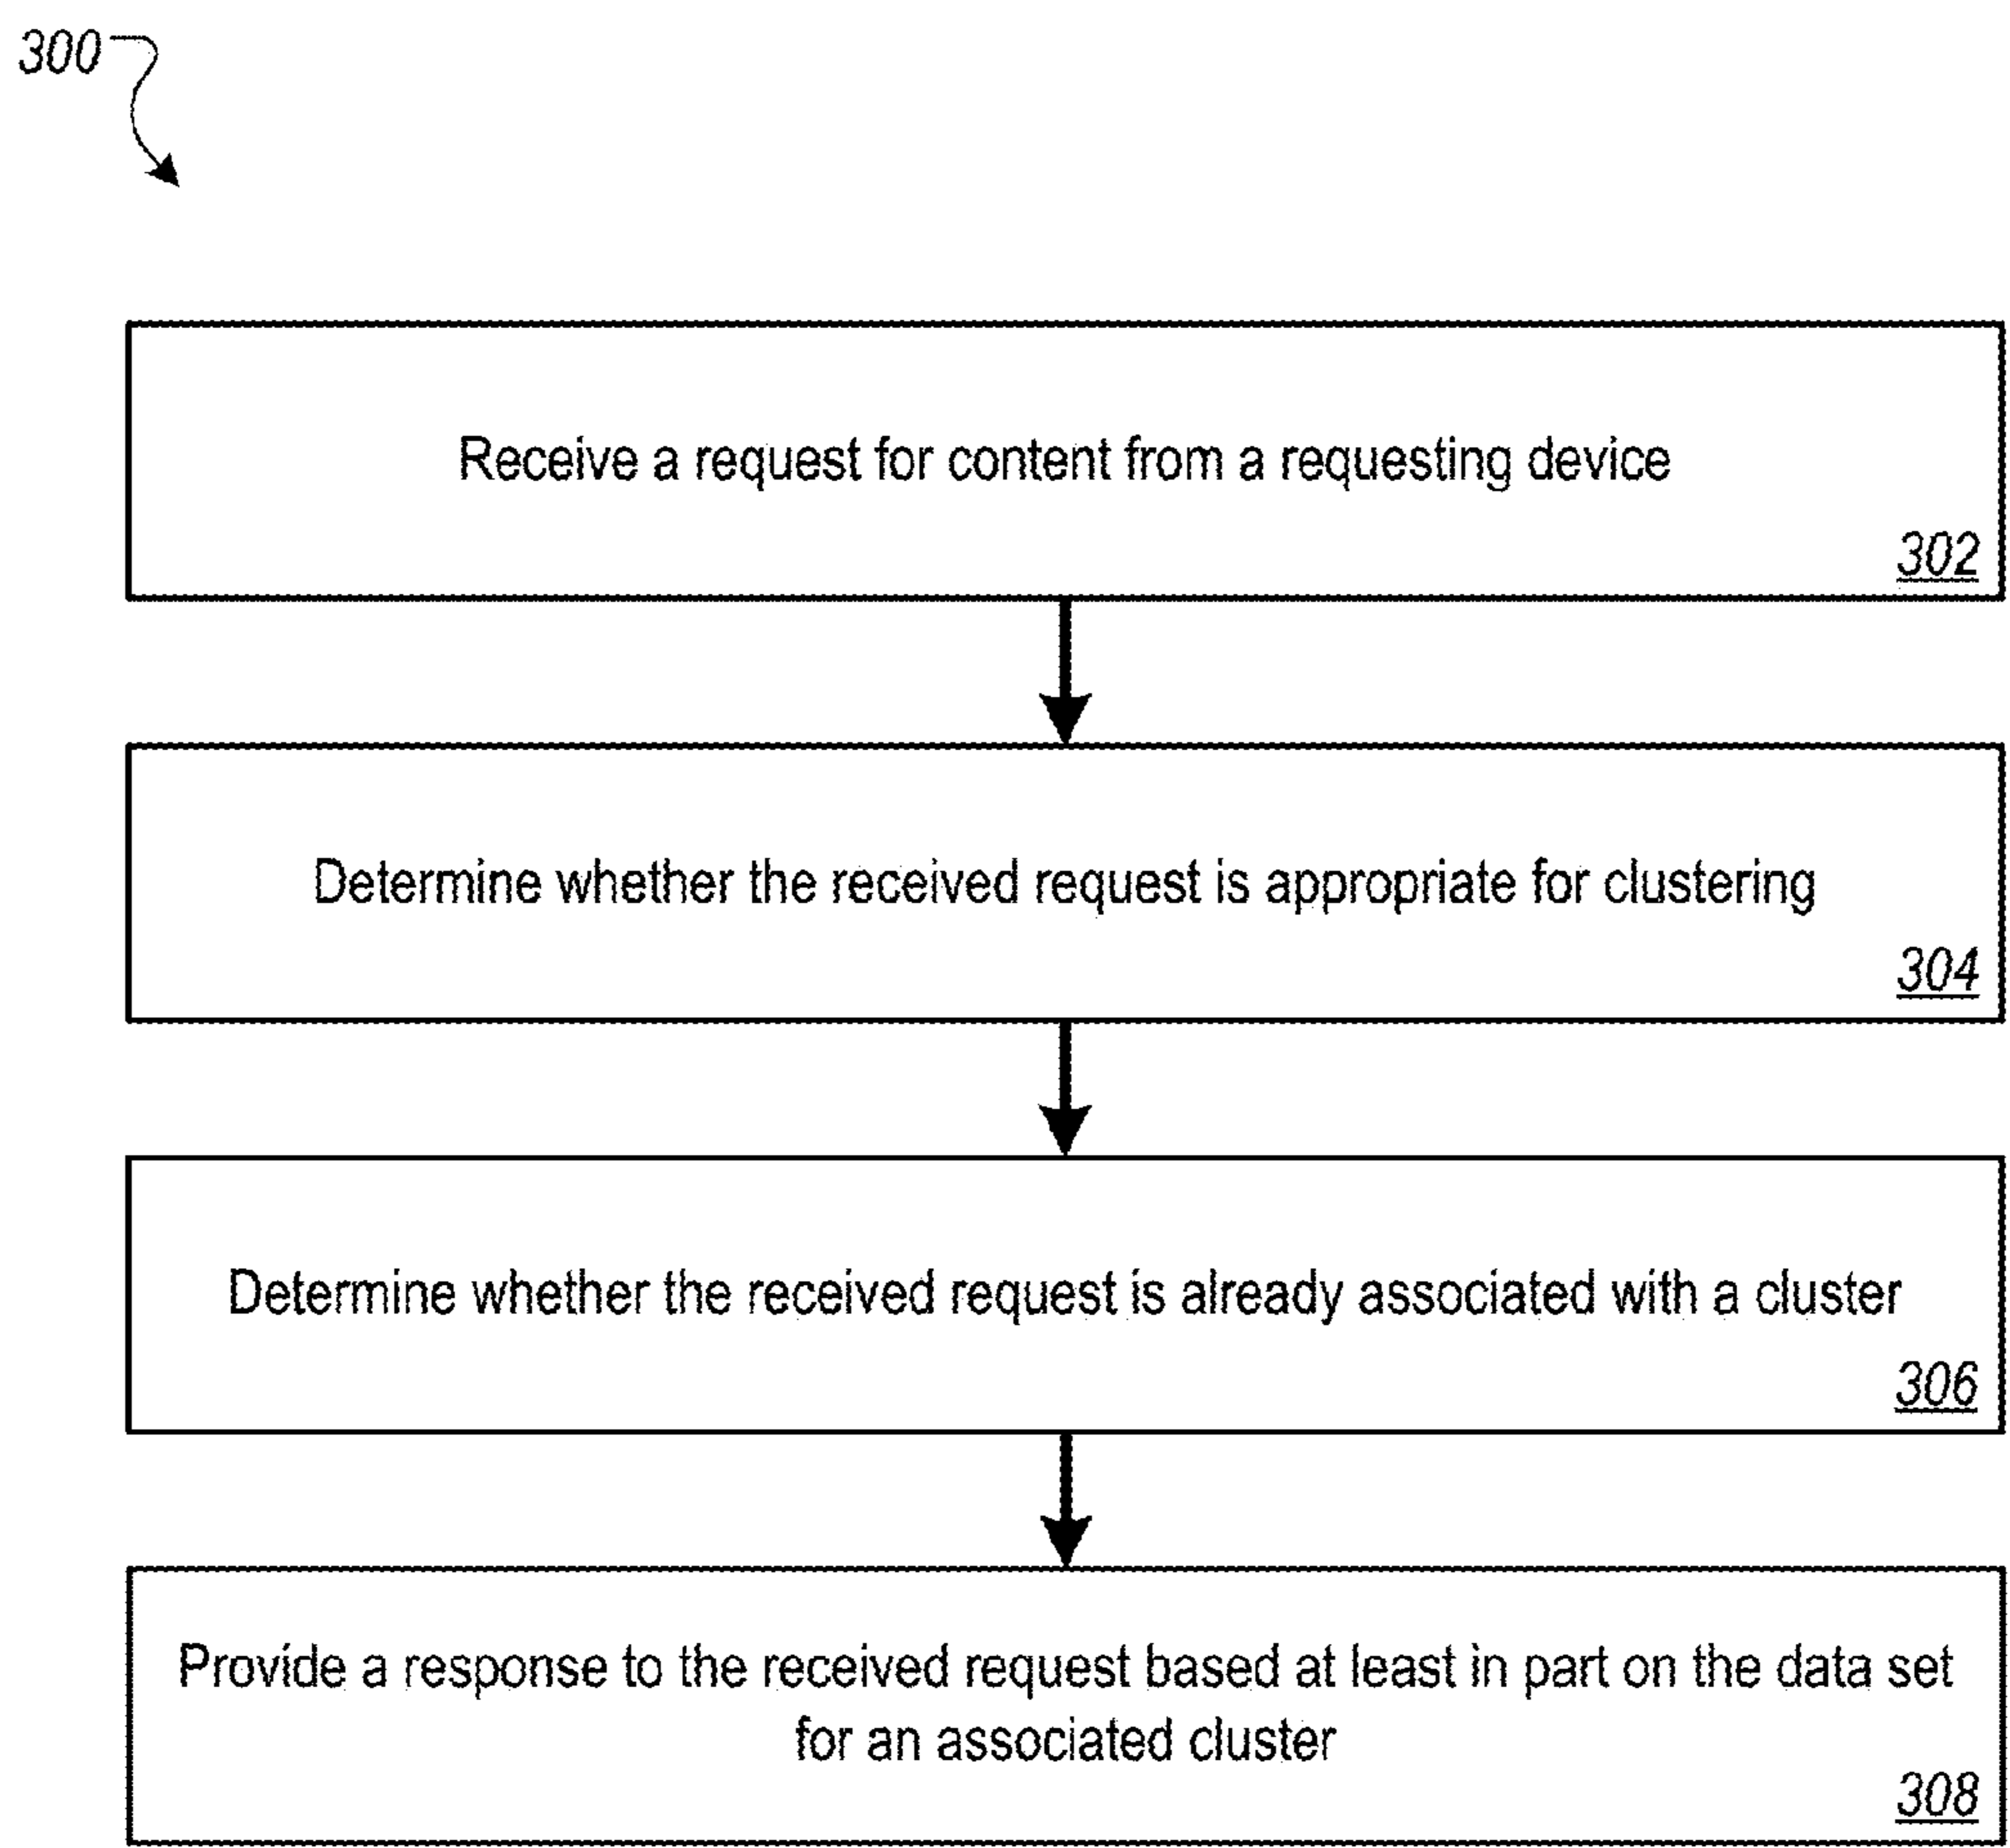 300
Receive a request for content from a requesting device
302
Determine whether the received request is appropriate for clustering
304
Determine whether the received request is already associated with a cluster
306
Provide a response to the received request based at least in part on the data set
for an associated cluster
308